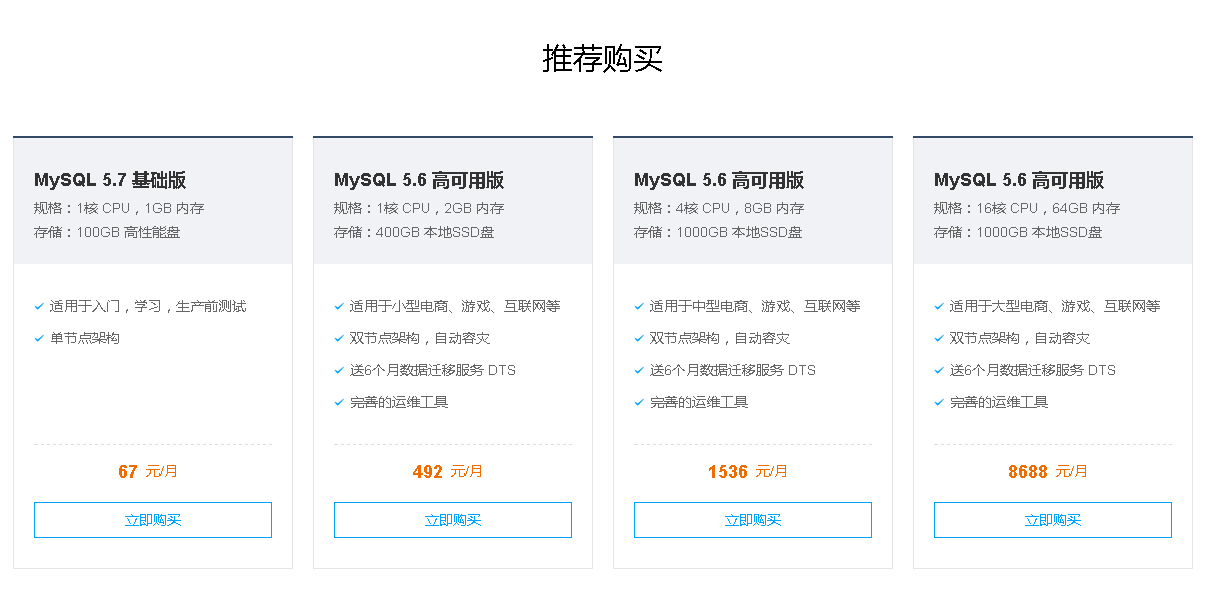 推荐购买
MySQL 5.7 基础版
规格：1核 CPU，1GB 内存
存储：100GB 高性能盘
适用于入门，学习，生产前测试
单节点架构
67 元/月
立即购买
MySQL 5.6 高可用版
规格：1核 CPU，2GB 内存
存储：400GB 本地SSD盘
适用于小型电商、游戏、互联网等
双节点架构，自动容灾
送6个月数据迁移服务 DTS
完善的运维工具
492 元/月
立即购买
MySQL 5.6 高可用版
规格：4核 CPU，8GB 内存
存储：1000GB 本地SSD盘
适用于中型电商、游戏、互联网等
双节点架构，自动容灾
送6个月数据迁移服务 DTS
完善的运维工具
1536 元/月
立即购买
MySQL 5.6 高可用版
规格：16核 CPU，64GB 内存
存储：1000GB 本地SSD盘
适用于大型电商、游戏、互联网等
双节点架构，自动容灾
送6个月数据迁移服务 DTS
完善的运维工具
8688 元/月
立即购买